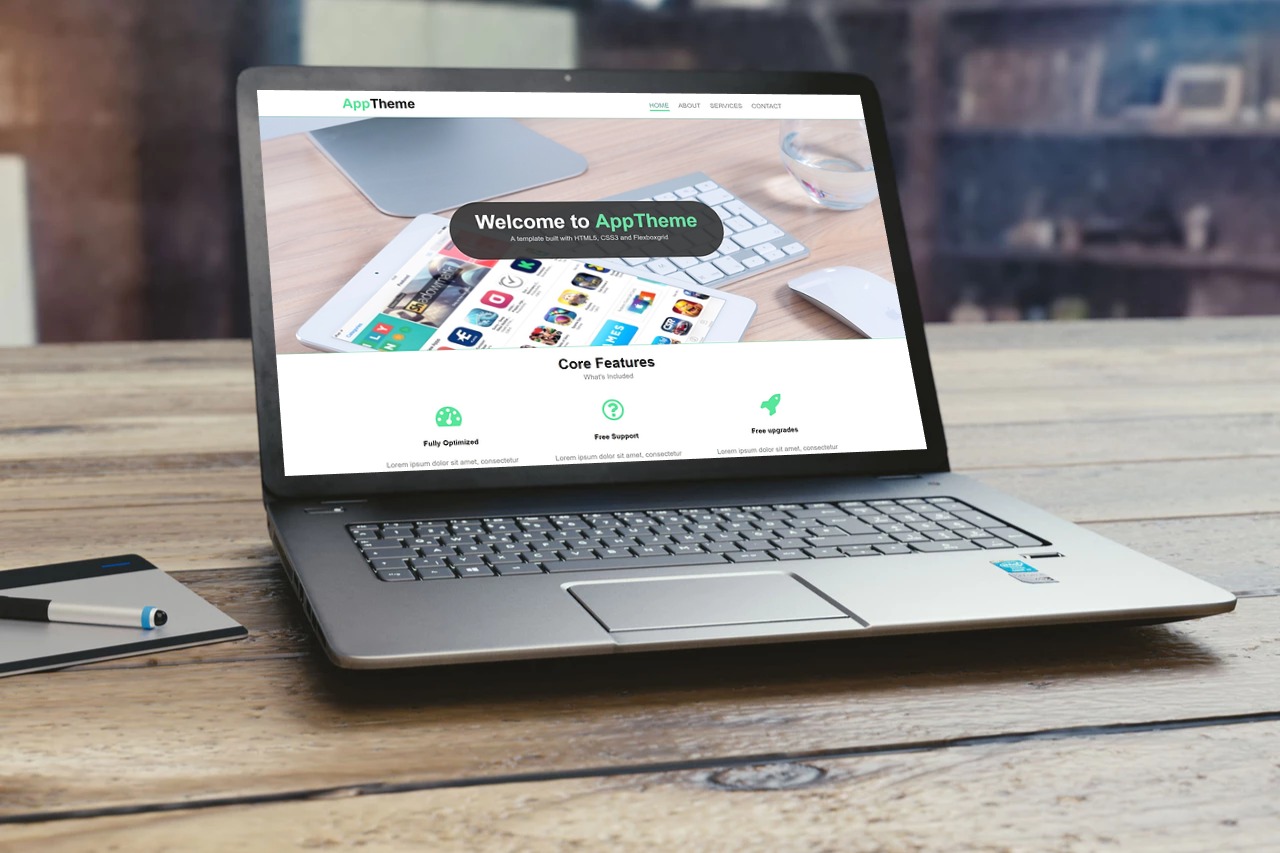 AppTheme
HOME ABOUT SERVICES CONTACT
Welcome to AppTheme
A template built with HTML5, CSS3 and Flexboxgrid
Core Features
What's Included
Fully Optimized
Lorem ipsum dolor sit amet, consectetur
Free Support
Lorem ipsum dolor sit amet, consectetur
Free upgrades
Lorem ipsum dolor sit amet, consectetur